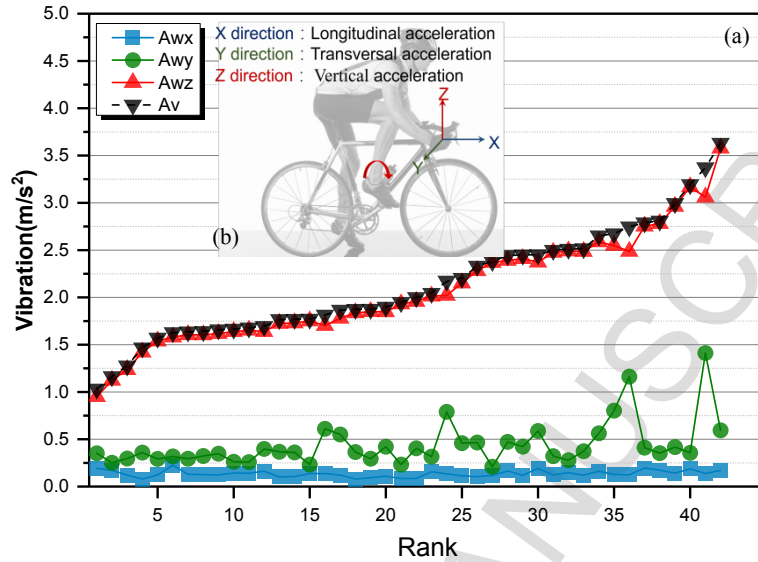 5.0
4.5
4.0
3.5
3.0
2.5
2.0
1.5
1.0
0.5
0.0
Vibration(m/s²)
Awx
Awy
Awz
Av
(a)
X direction : Longitudinal acceleration
Y direction : Transversal acceleration
Z direction : Vertical acceleration
Z
X
Y
(b)
5
10
15
20
25
30
35
40
Rank